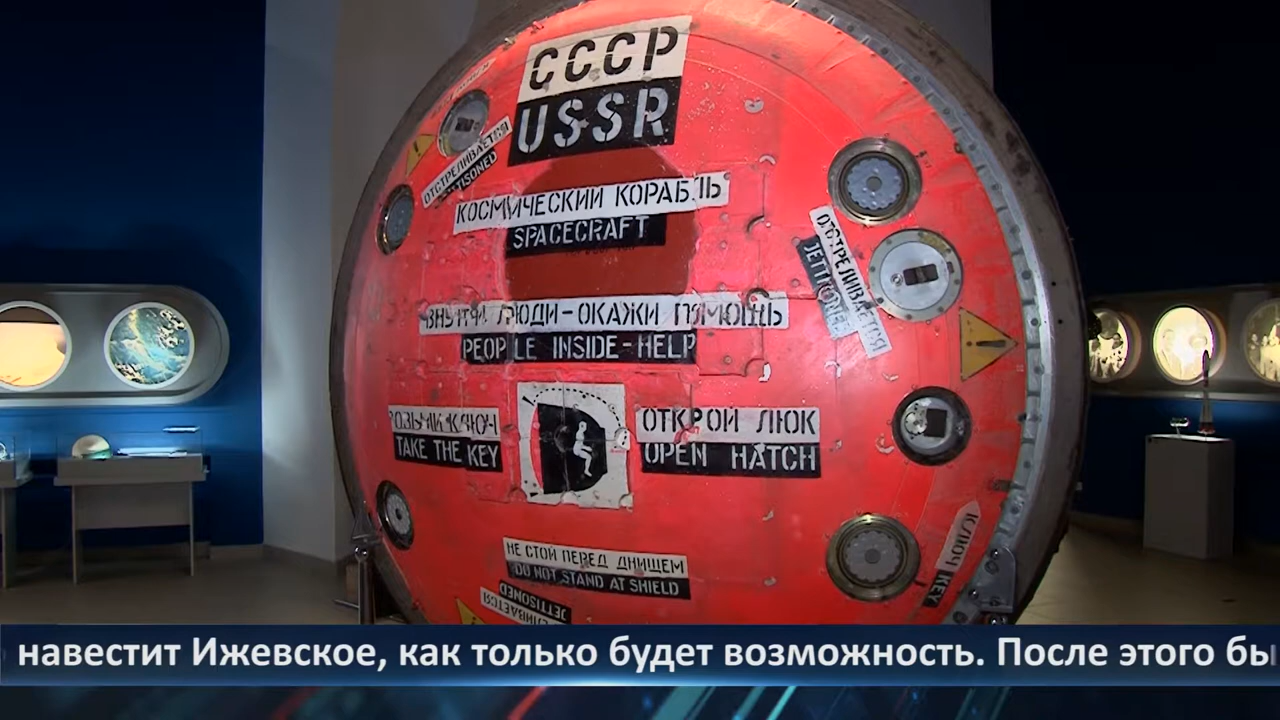 СССР
USSR
ОТСТРЕЛИВАЕТСЯ
КОСМИЧЕСКИЙ КОРАБЛЬ
SPACECRAFT
ОТСТРЕЛИВАЕТСЯ
ВНУТРИ ЛЮДИ-ОКАЖИ ПОМОЩЬ
PEOPLE INSIDE-HELP
ВОЗЬМИ КЛЮЧ
TAKE THE KEY
ОТКРОЙ ЛЮК
OPEN HATCH
НЕ СТОЙ ПЕРЕД ДНИЩЕМ
DO NOT STAND AT SHIELD
КЛЮЧ
KEY
JETTISONED
навестит Ижевское, как только будет возможность. После этого бы